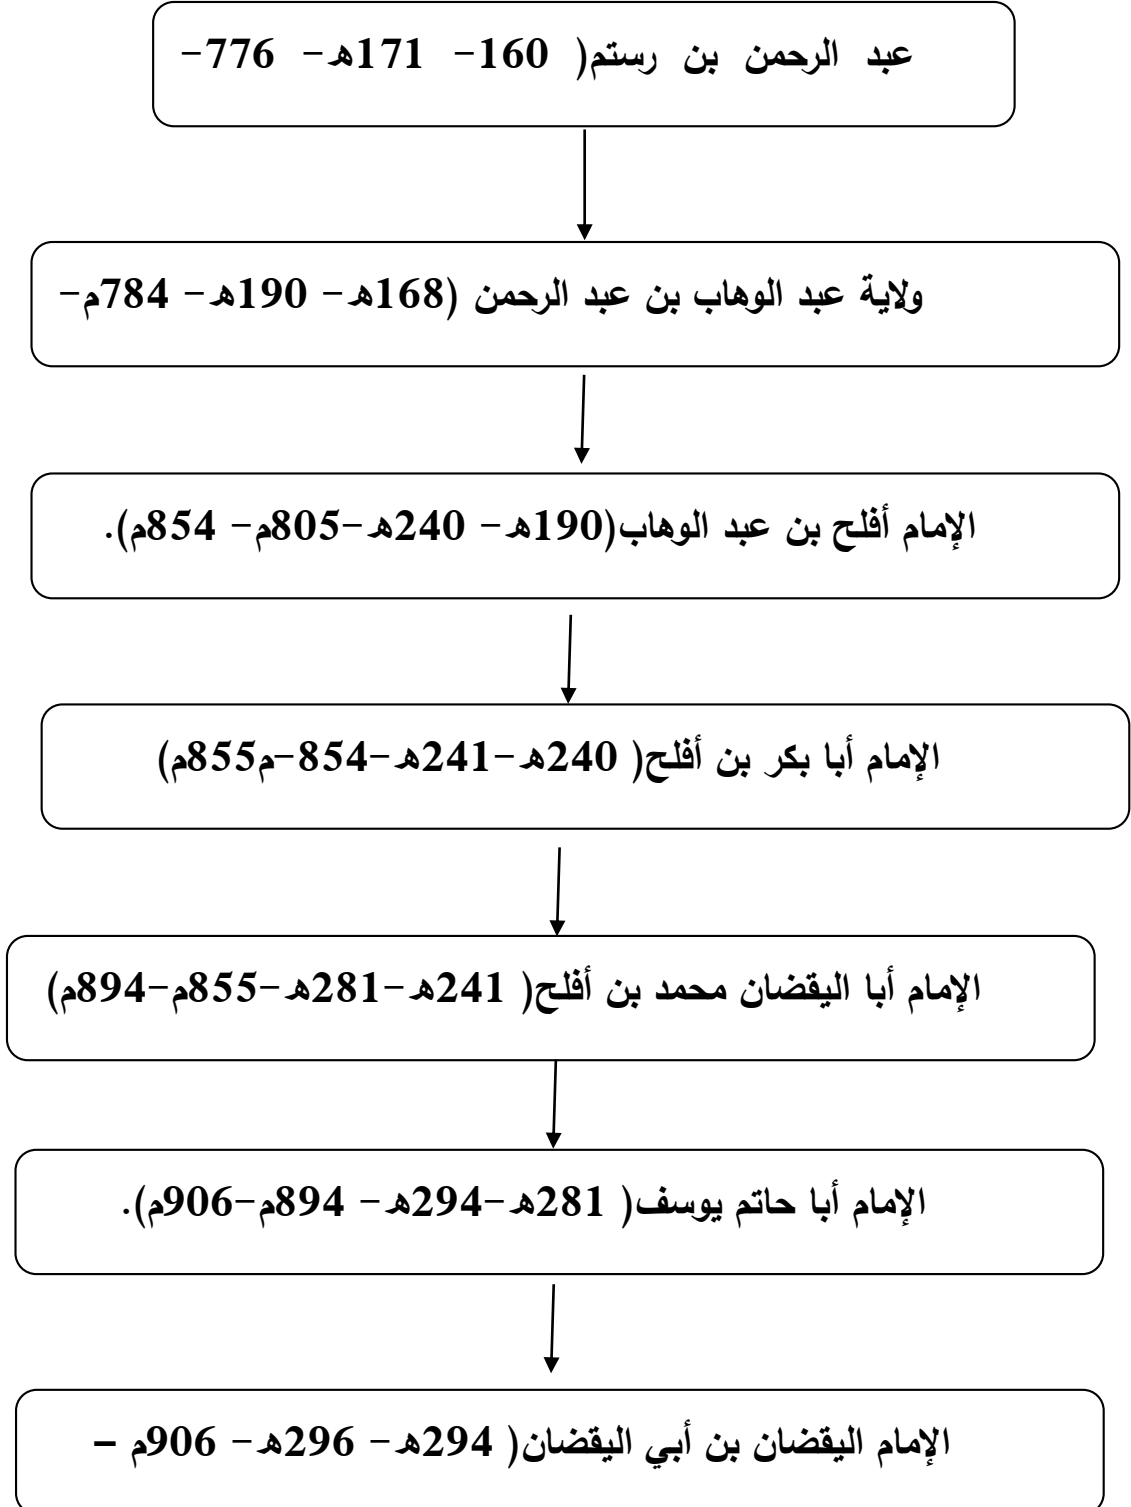 عبد الرحمن بن رستم( 160- 171هـ- 776-
ولاية عبد الوهاب بن عبد الرحمن (168هـ- 190هـ- 784م-
الإمام أفلح بن عبد الوهاب(190هـ- 240هـ-805م- 854م).
الإمام أبا بكر بن أفلح( 240هـ-241هـ-854-م855م)
الإمام أبا اليقضان محمد بن أفلح( 241هـ-281هـ-855م-894م)
الإمام أبا حاتم يوسف( 281هـ-294هـ- 894م-906م).
الإمام اليقضان بن أبي اليقضان( 294هـ- 296هـ- 906م –